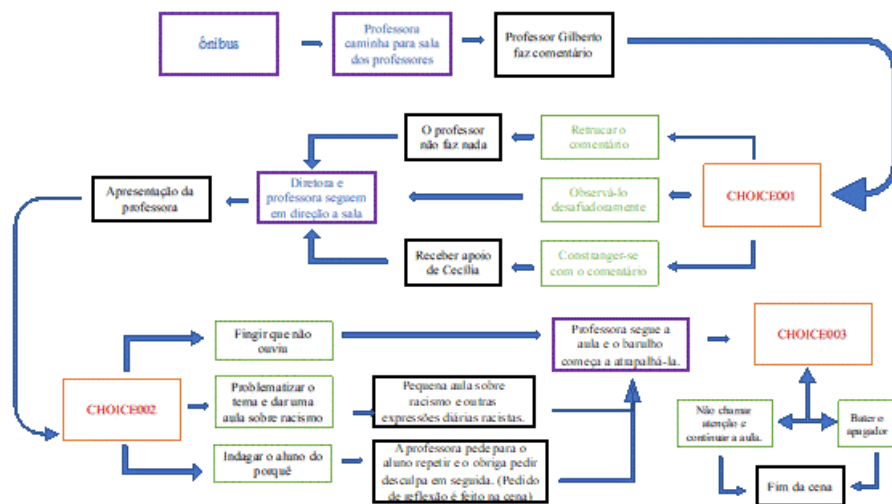 ônibus
Professora
caminha para sala
dos professores
Professor Gilberto
faz comentário
O professor
não faz nada
Retrucar o
comentário
Apresentação da
professora
Diretora e
professora seguem
em direção a sala
Observá-lo
desafiadoramente
CHOICE001
Receber apoio
de Cecília
Constranger-se
com o comentário
Fingir que não
ouviu
Professora segue a
aula e o barulho
começa a atrapalhá-la.
CHOICE003
CHOICE002
Problematizar o
tema e dar uma
aula sobre racismo
Pequena aula sobre
racismo e outras
expressões diárias racistas.
Não chamar
atenção e
continuar a aula.
Bater o
apagador
Indagar o aluno do
porquê
A professora pede para o
aluno repetir e o obriga pedir
desculpa em seguida. (Pedido
de reflexão é feito na cena)
Fim da cena